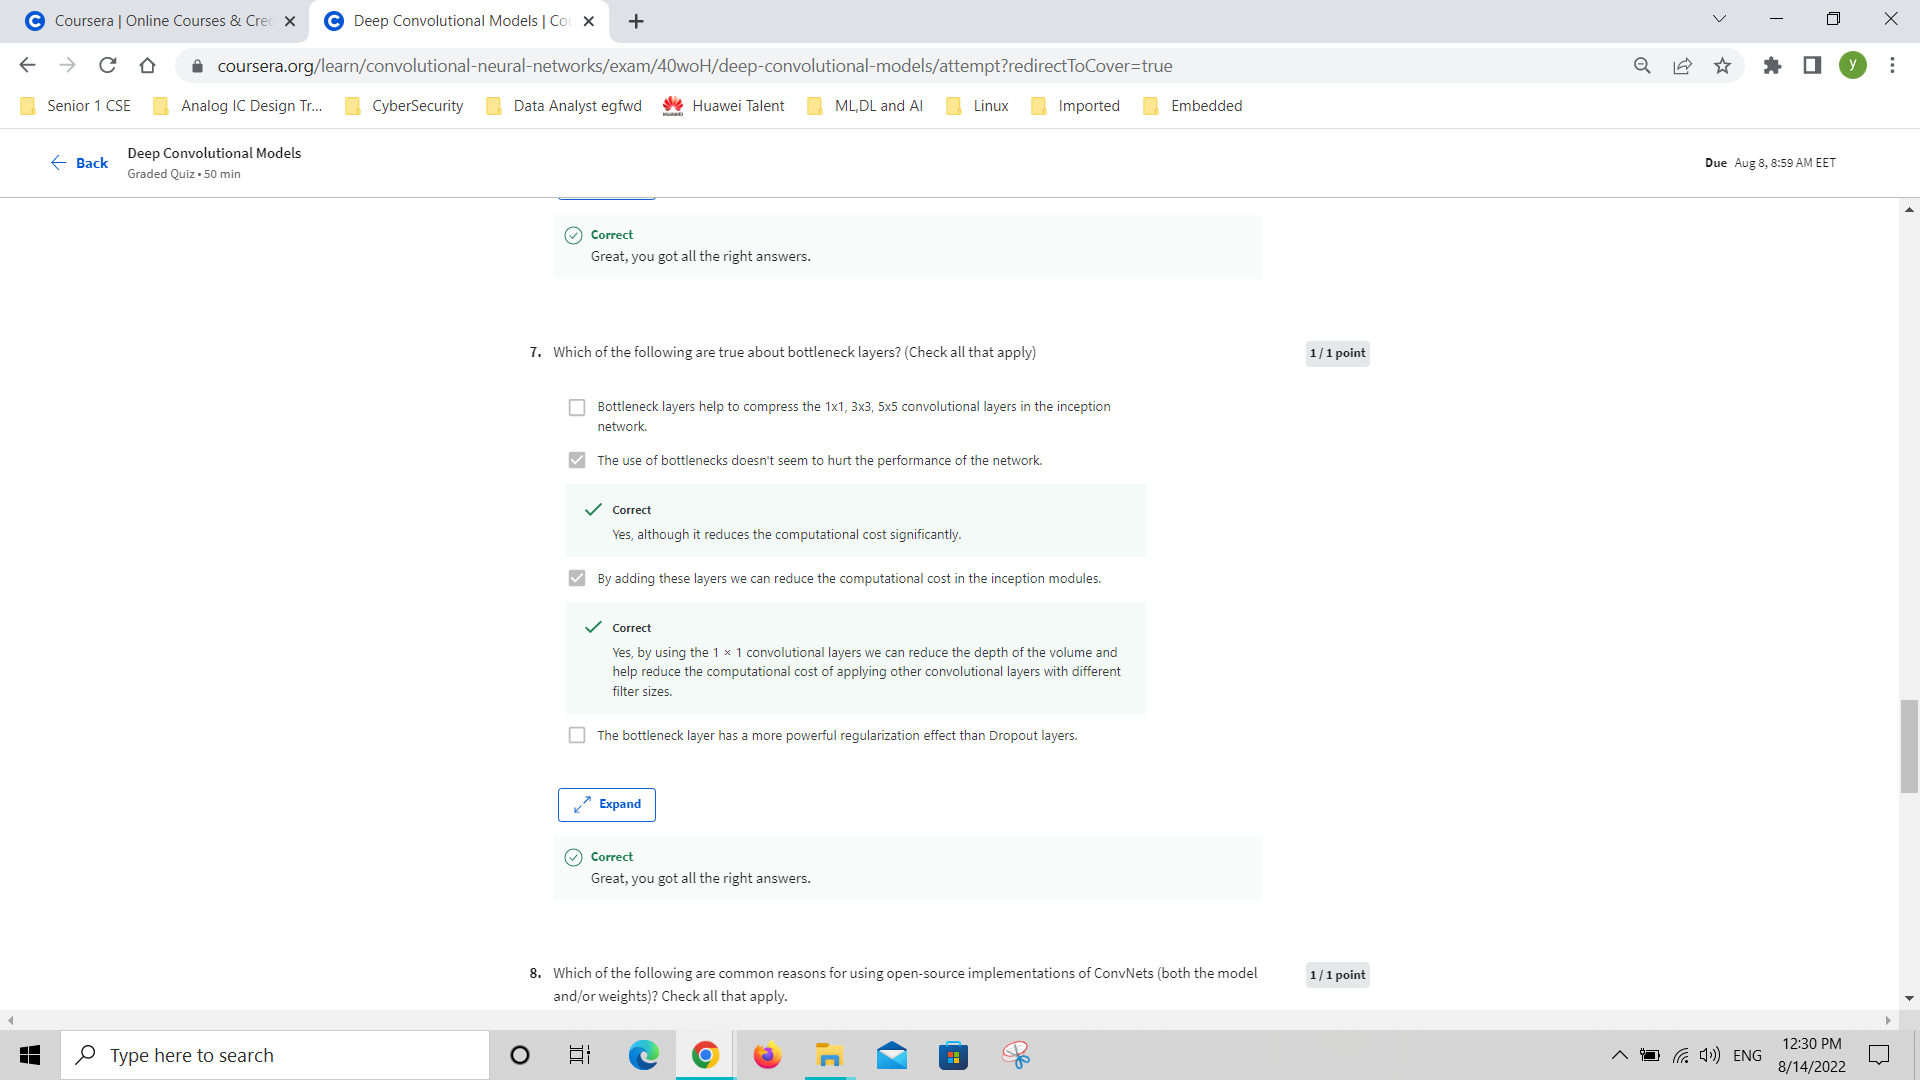 Coursera | Online Courses & Cre
Deep Convolutional Models | Co
coursera.org/learn/convolutional-neural-networks/exam/40woH/deep-convolutional-models/attempt?redirectToCover=true
y
Senior 1 CSE
Analog IC Design Tr...
CyberSecurity
Data Analyst egfwd
HUAWEI
Huawei Talent
ML,DL and AI
Linux
Imported
Embedded
Back
Deep Convolutional Models
Graded Quiz • 50 min
Due Aug 8, 8:59 AM EET
Correct
Great, you got all the right answers.
7. Which of the following are true about bottleneck layers? (Check all that apply)
1 / 1 point
Bottleneck layers help to compress the 1x1, 3x3, 5x5 convolutional layers in the inception
network.
The use of bottlenecks doesn't seem to hurt the performance of the network.
Correct
Yes, although it reduces the computational cost significantly.
By adding these layers we can reduce the computational cost in the inception modules.
Correct
Yes, by using the 1 × 1 convolutional layers we can reduce the depth of the volume and
help reduce the computational cost of applying other convolutional layers with different
filter sizes.
The bottleneck layer has a more powerful regularization effect than Dropout layers.
Expand
Correct
Great, you got all the right answers.
8. Which of the following are common reasons for using open-source implementations of ConvNets (both the model
and/or weights)? Check all that apply.
1 / 1 point
Type here to search
ENG
12:30 PM
8/14/2022